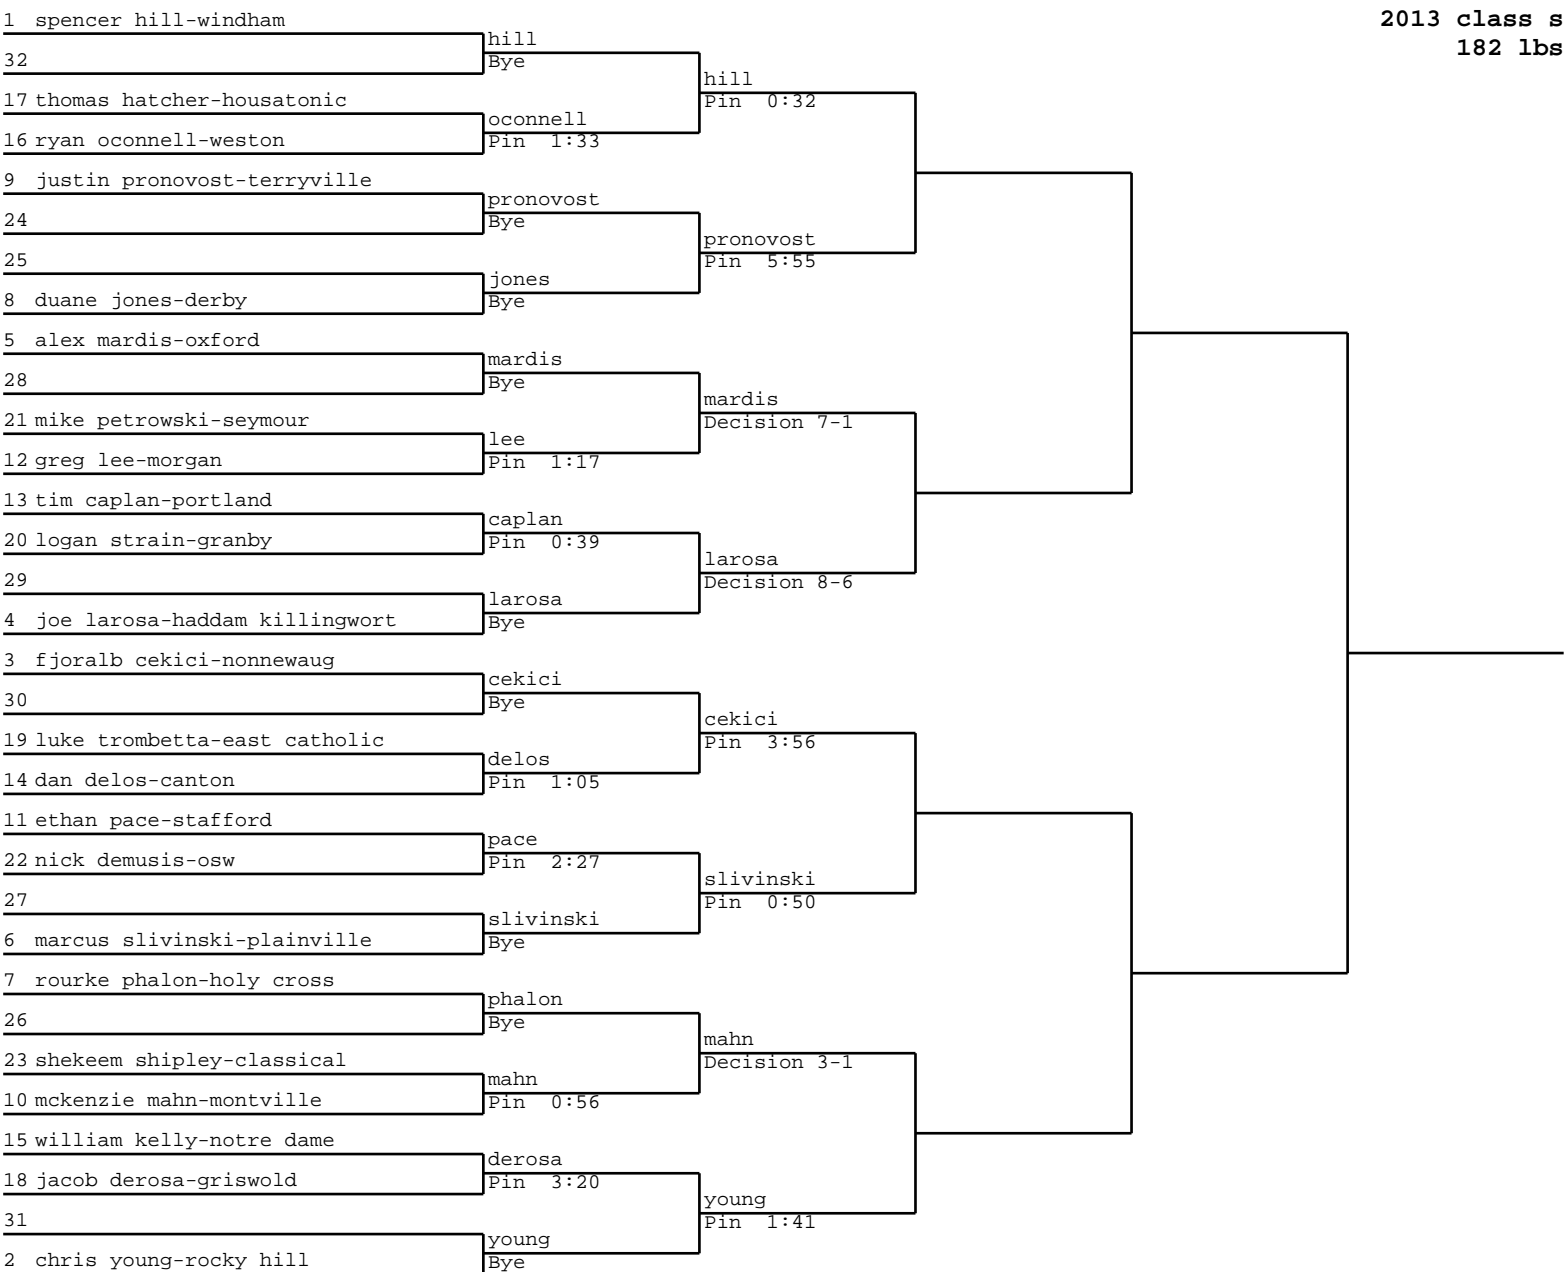 2013 class s
182 lbs
1 spencer hill-windham
32
17 thomas hatcher-housatonic
16 ryan oconnell-weston
9 justin pronovost-terryville
24
25
8 duane jones-derby
5 alex mardis-oxford
28
21 mike petrowski-seymour
12 greg lee-morgan
13 tim caplan-portland
20 logan strain-granby
29
4 joe larosa-haddam killingwort
3 fjoralb cekici-nonnewaug
30
19 luke trombetta-east catholic
14 dan delos-canton
11 ethan pace-stafford
22 nick demusis-osw
27
6 marcus slivinski-plainville
7 rourke phalon-holy cross
26
23 shekeem shipley-classical
10 mckenzie mahn-montville
15 william kelly-notre dame
18 jacob derosa-griswold
31
2 chris young-rocky hill
hill
Bye
oconnell
Pin 1:33
pronovost
Bye
jones
Bye
mardis
Bye
lee
Pin 1:17
caplan
Pin 0:39
larosa
Bye
cekici
Bye
delos
Pin 1:05
pace
Pin 2:27
slivinski
Bye
phalon
Bye
mahn
Pin 0:56
derosa
Pin 3:20
young
Bye
hill
Pin 0:32
pronovost
Pin 5:55
mardis
Decision 7-1
larosa
Decision 8-6
cekici
Pin 3:56
slivinski
Pin 0:50
mahn
Decision 3-1
young
Pin 1:41